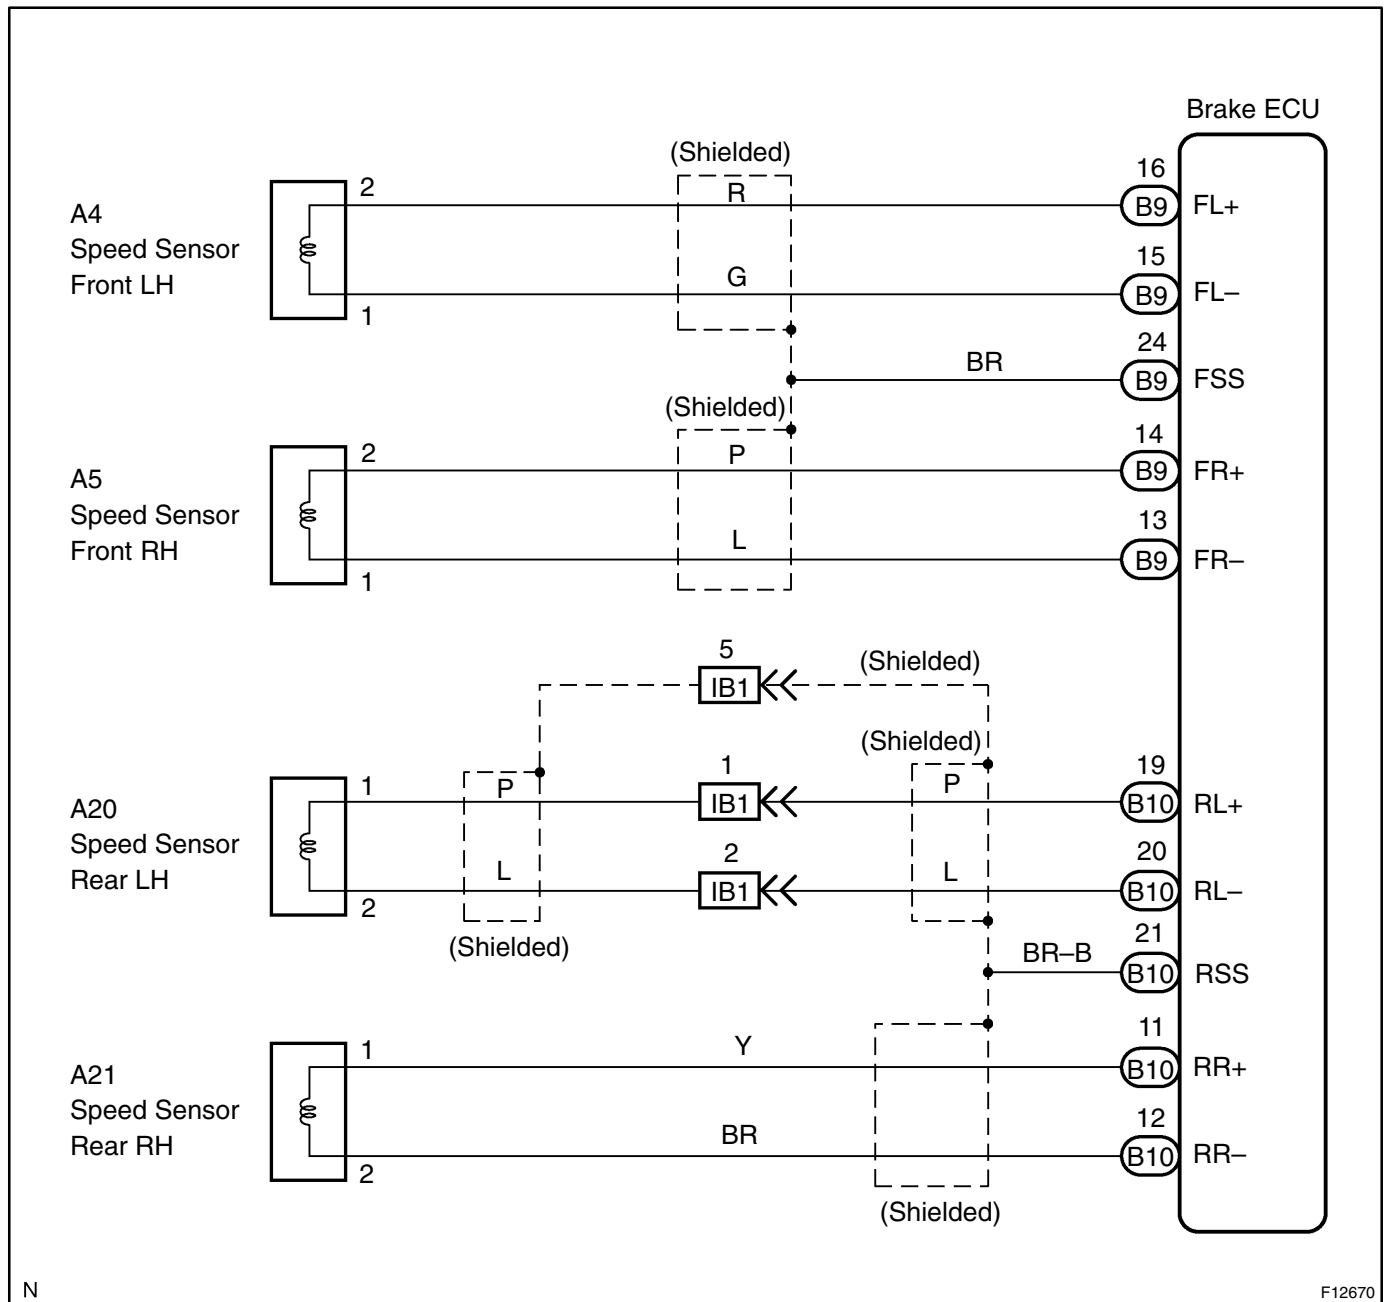 Brake ECU
(Shielded)
16
2
R
B9
FL+
A4
Speed Sensor
Front LH
15
G
B9
FL–
1
24
BR
B9
FSS
(Shielded)
14
2
P
B9
FR+
A5
Speed Sensor
Front RH
13
L
B9
FR–
1
5
(Shielded)
IB1
(Shielded)
1
19
1
P
IB1
P
B10
RL+
A20
Speed Sensor
Rear LH
2
20
L
IB1
L
B10
RL–
2
(Shielded)
21
BR–B
B10
RSS
11
1
Y
B10
RR+
A21
Speed Sensor
Rear RH
12
BR
B10
RR–
2
(Shielded)
N
F12670